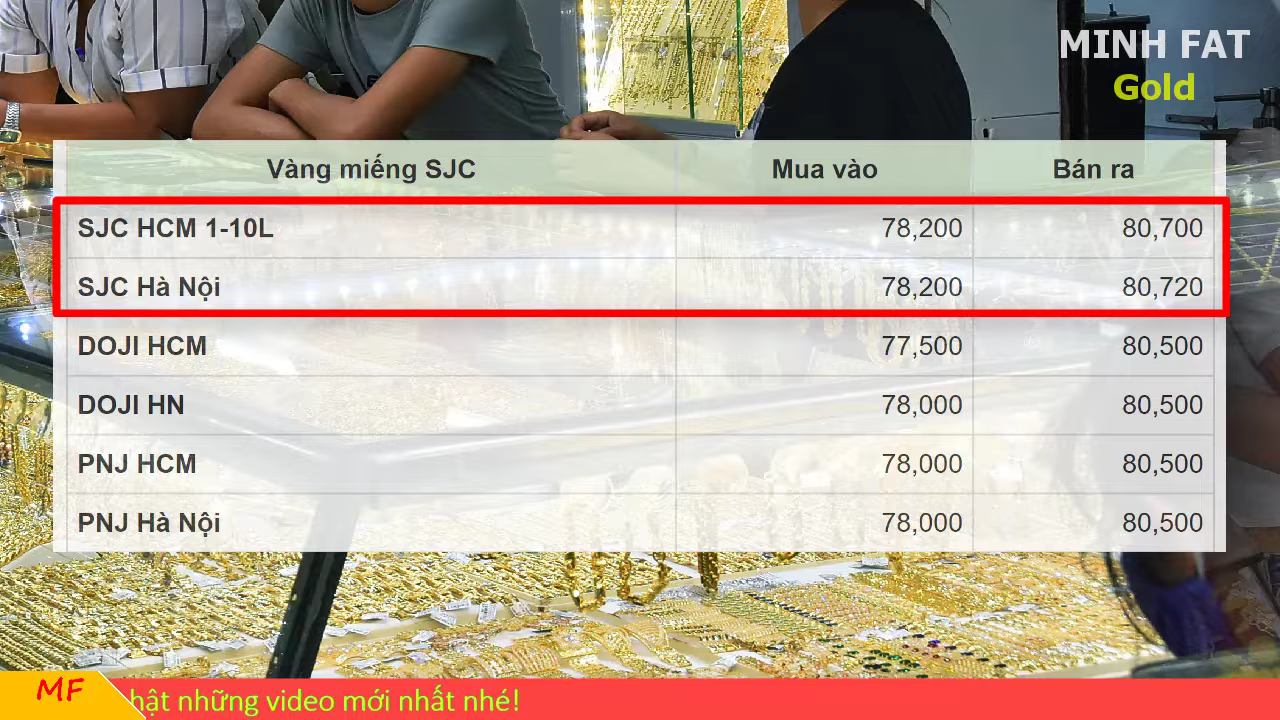 MINH FAT
Gold
Vàng miếng SJC Mua vào Bán ra
SJC HCM 1-10L 78,200 80,700
SJC Hà Nội 78,200 80,720
DOJI HCM 77,500 80,500
DOJI HN 78,000 80,500
PNJ HCM 78,000 80,500
PNJ Hà Nội 78,000 80,500
MF những video mới nhất nhé!